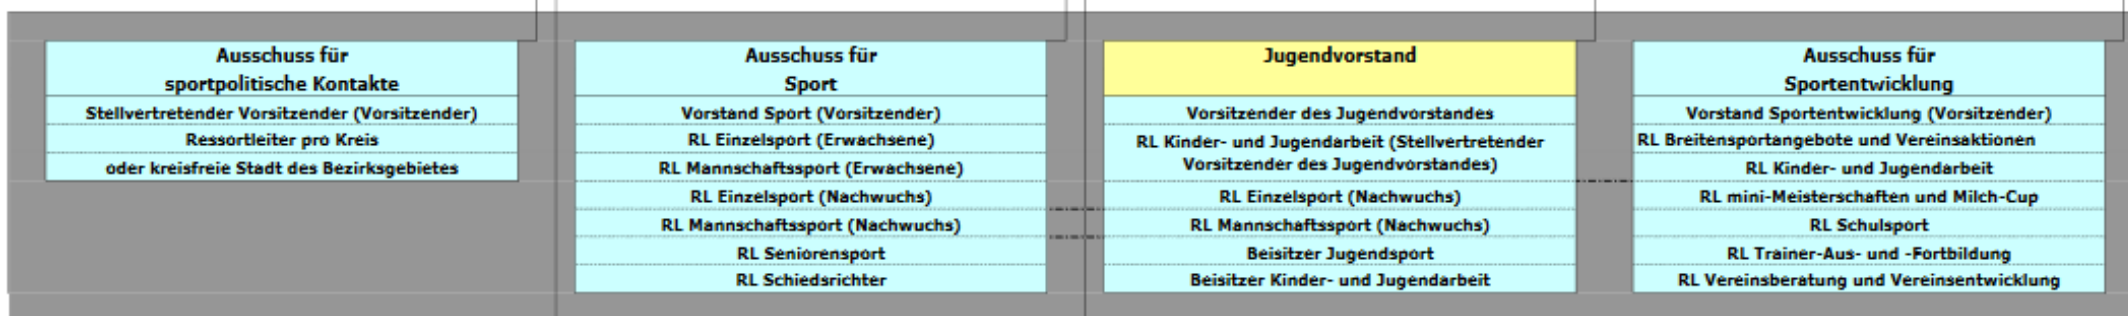 Ausschuss für
sportpolitische Kontakte
Stellvertretender Vorsitzender (Vorsitzender)
Ressortleiter pro Kreis
oder kreisfreie Stadt des Bezirksgebietes
Ausschuss für
Sport
Vorstand Sport (Vorsitzender)
RL Einzelsport (Erwachsene)
RL Mannschaftssport (Erwachsene)
RL Einzelsport (Nachwuchs)
RL Mannschaftssport (Nachwuchs)
RL Seniorensport
RL Schiedsrichter
Jugendvorstand
Vorsitzender des Jugendvorstandes
RL Kinder- und Jugendarbeit (Stellvertretender
Vorsitzender des Jugendvorstandes)
RL Einzelsport (Nachwuchs)
RL Mannschaftssport (Nachwuchs)
Beisitzer Jugendsport
Beisitzer Kinder- und Jugendarbeit
Ausschuss für
Sportentwicklung
Vorstand Sportentwicklung (Vorsitzender)
RL Breitensportangebote und Vereinsaktionen
RL Kinder- und Jugendarbeit
RL mini-Meisterschaften und Milch-Cup
RL Schulsport
RL Trainer-Aus- und -Fortbildung
RL Vereinsberatung und Vereinsentwicklung